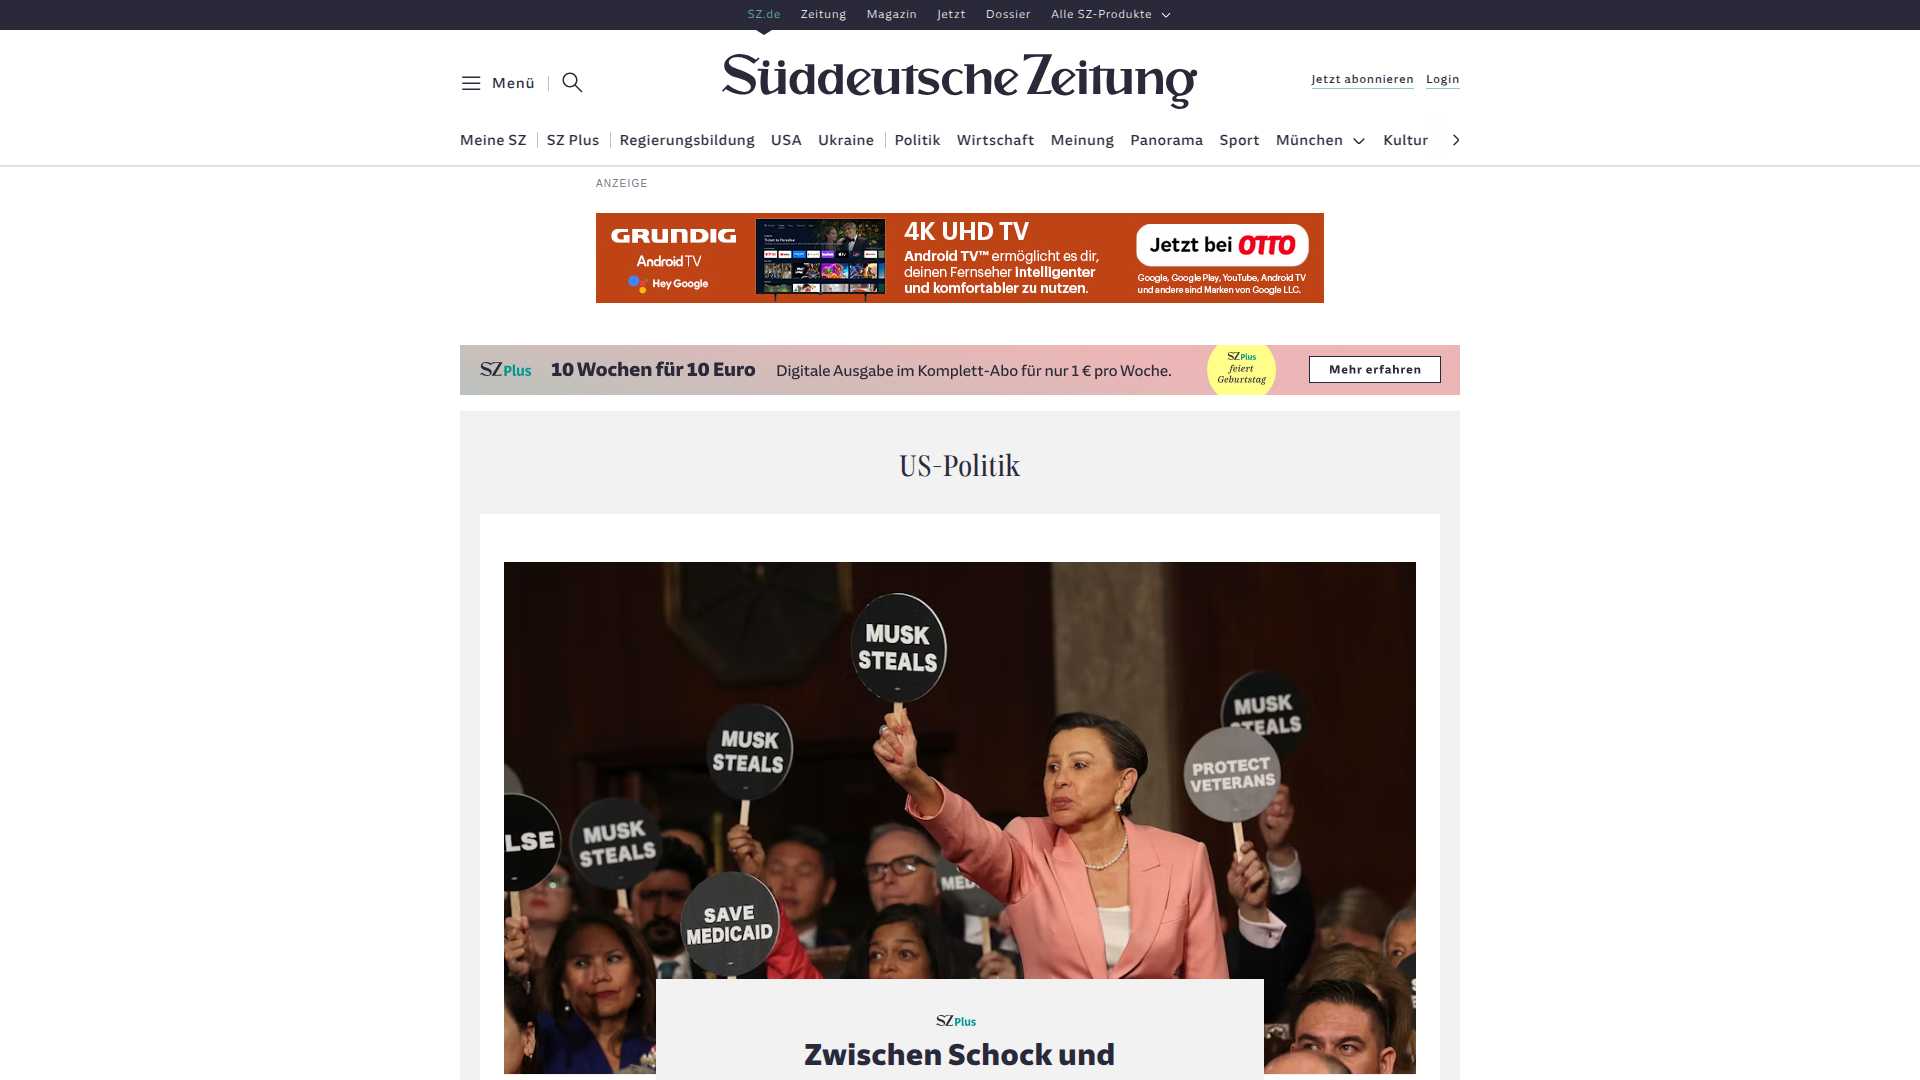 SZ.de Zeitung Magazin Jetzt Dossier Alle SZ-Produkte
Menü
Süddeutsche Zeitung
Jetzt abonnieren Login
Meine SZ SZ Plus Regierungsbildung USA Ukraine Politik Wirtschaft Meinung Panorama Sport München Kultur
ANZEIGE
GRUNDIG
Android TV
Hey Google
4K UHD TV
Android TV™ ermöglicht es dir,
deinen Fernseher intelligenter
und komfortabler zu nutzen.
Jetzt bei OTTO
Google, Google Play, YouTube, Android TV
und andere sind Marken von Google LLC.
SZ Plus 10 Wochen für 10 Euro Digitale Ausgabe im Komplett-Abo für nur 1 € pro Woche.
SZ Plus
feiert
Geburtstag
Mehr erfahren
US-Politik
MUSK
STEALS
MUSK
STEALS
MUSK
STEALS
PROTECT
VETERANS
LSE
MUSK
STEALS
MED
SAVE
MEDICAID
SZ Plus
Zwischen Schock und